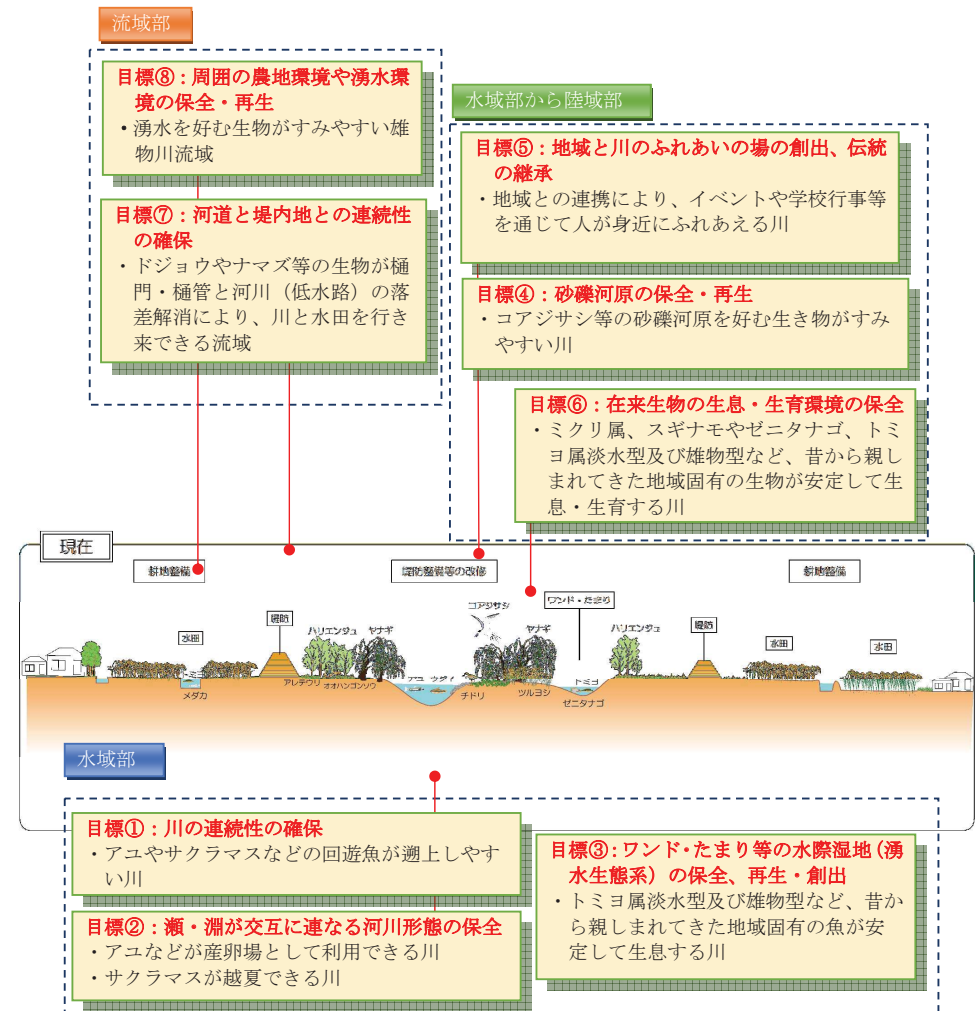 流域部
目標⑧：周囲の農地環境や湧水環
境の保全・再生
・湧水を好む生物がすみやすい雄
物川流域
目標⑦：河道と堤内地との連続性
の確保
・ドジョウやナマズ等の生物が樋
門・樋管と河川（低水路）の落
差解消により、川と水田を行き
来できる流域
水域部から陸域部
目標⑤：地域と川のふれあいの場の創出、伝統
の継承
・地域との連携により、イベントや学校行事等
を通じて人が身近にふれあえる川
目標④：砂礫河原の保全・再生
・コアジサシ等の砂礫河原を好む生き物がすみ
やすい川
目標⑥：在来生物の生息・生育環境の保全
・ミクリ属、スギナモやゼニタナゴ、トミ
ヨ属淡水型及び雄物型など、昔から親し
まれてきた地域固有の生物が安定して生
息・生育する川
現在
耕地整備
堤防整備等の改修
耕地整備
コアジサシ
ワンド・たまり
水田
堤防
ハリエンジュ
ヤナギ
ヤナギ
ハリエンジュ
堤防
水田
水田
トミヨ
メダカ
アレチウリ
オオハンゴンソウ
アユ
ウグイ
チドリ
ツルヨシ
トミヨ
ゼニタナゴ
水域部
目標①：川の連続性の確保
・アユやサクラマスなどの回遊魚が遡上しやす
い川
目標②：瀬・淵が交互に連なる河川形態の保全
・アユなどが産卵場として利用できる川
・サクラマスが越夏できる川
目標③：ワンド・たまり等の水際湿地（湧
水生態系）の保全、再生・創出
・トミヨ属淡水型及び雄物型など、昔か
ら親しまれてきた地域固有の魚が安
定して生息する川